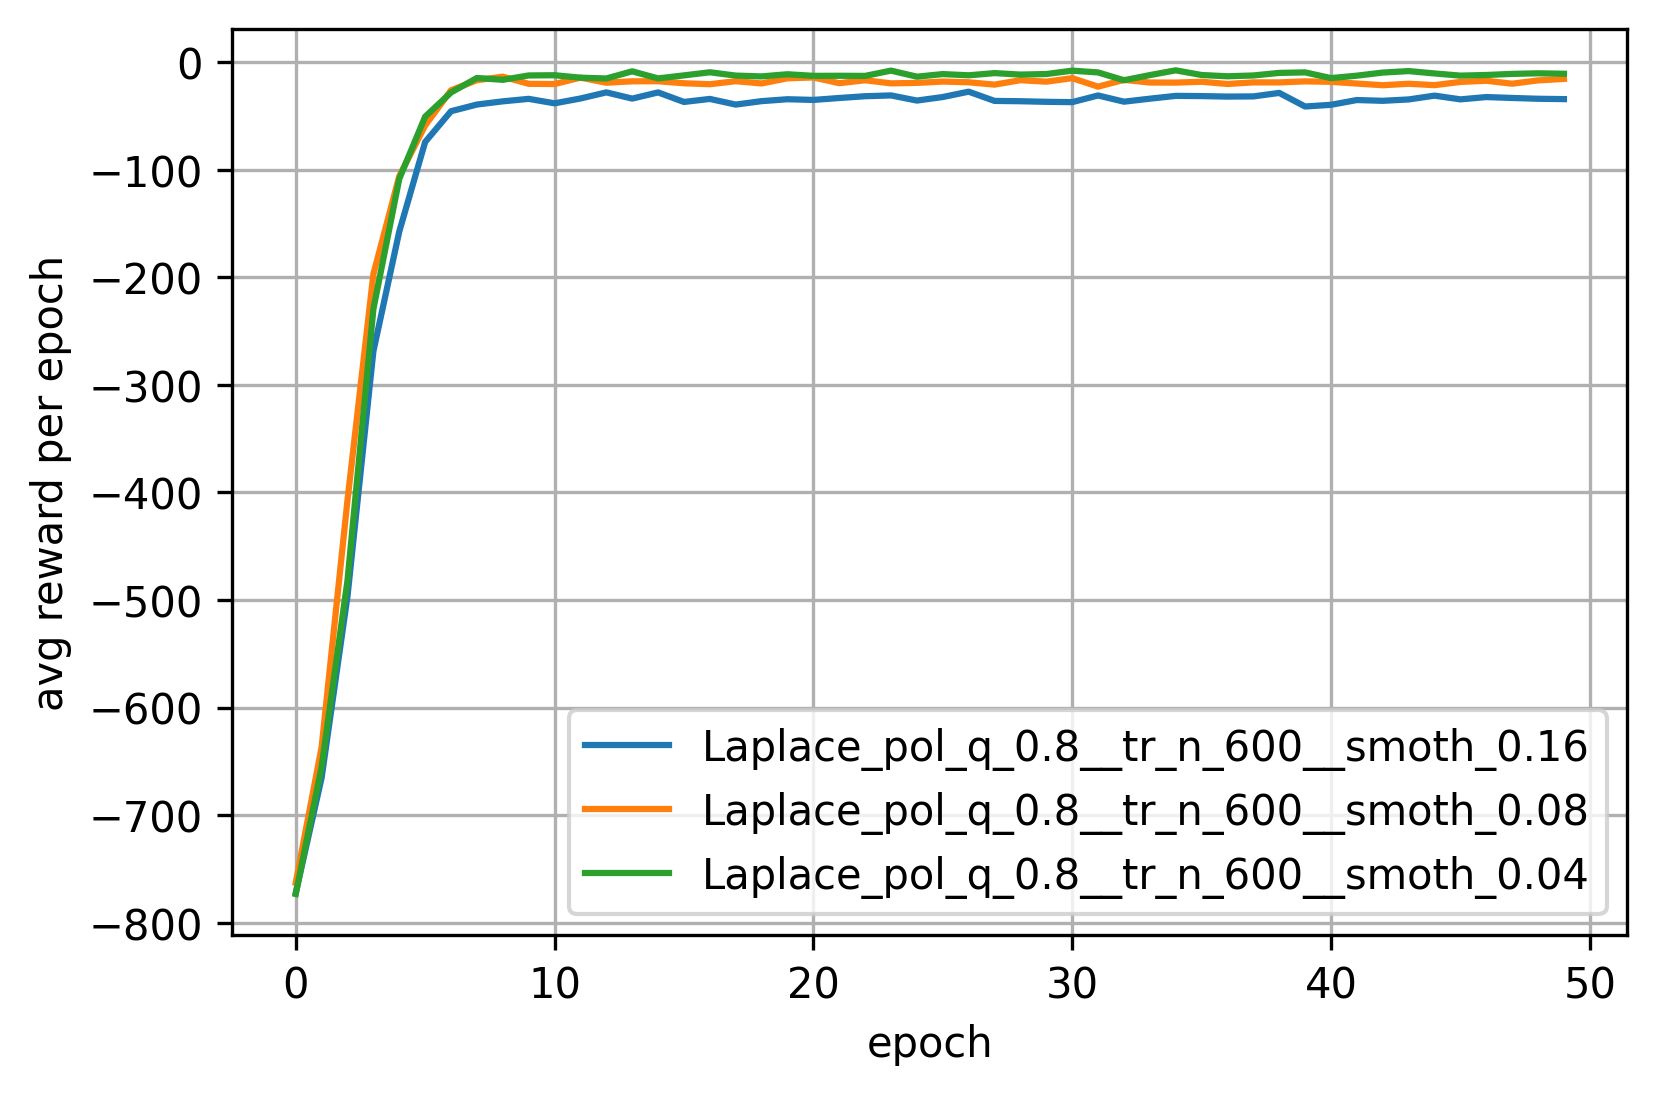 0
−100
−200
−300
−400
−500
−600
−700
−800
avg reward per epoch
Laplace_pol_q_0.8__tr_n_600__smoth_0.16
Laplace_pol_q_0.8__tr_n_600__smoth_0.08
Laplace_pol_q_0.8__tr_n_600__smoth_0.04
0 10 20 30 40 50
epoch